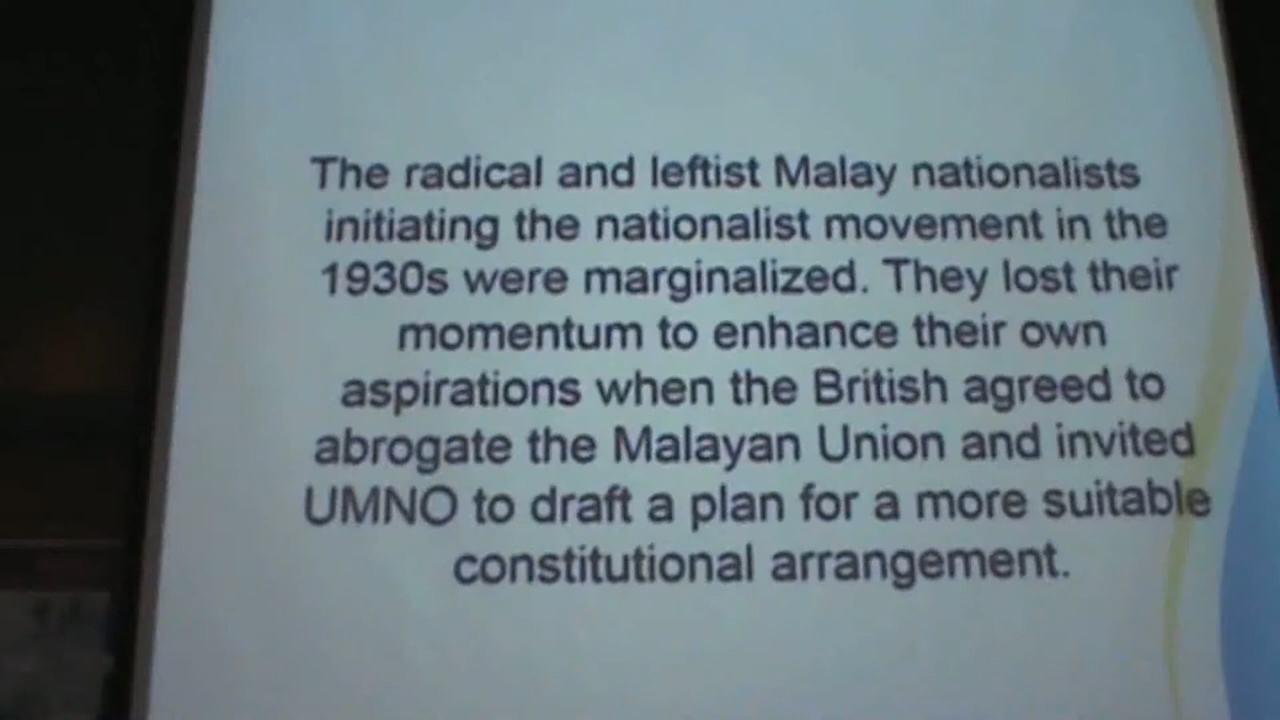 The radical and leftist Malay nationalists
initiating the nationalist movement in the
1930s were marginalized. They lost their
momentum to enhance their own
aspirations when the British agreed to
abrogate the Malayan Union and invited
UMNO to draft a plan for a more suitable
constitutional arrangement.